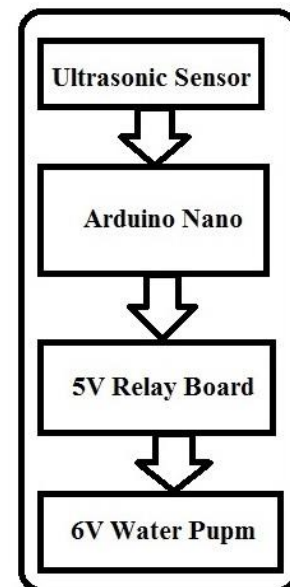 Ultrasonic Sensor
Arduino Nano
5V Relay Board
6V Water Pupm